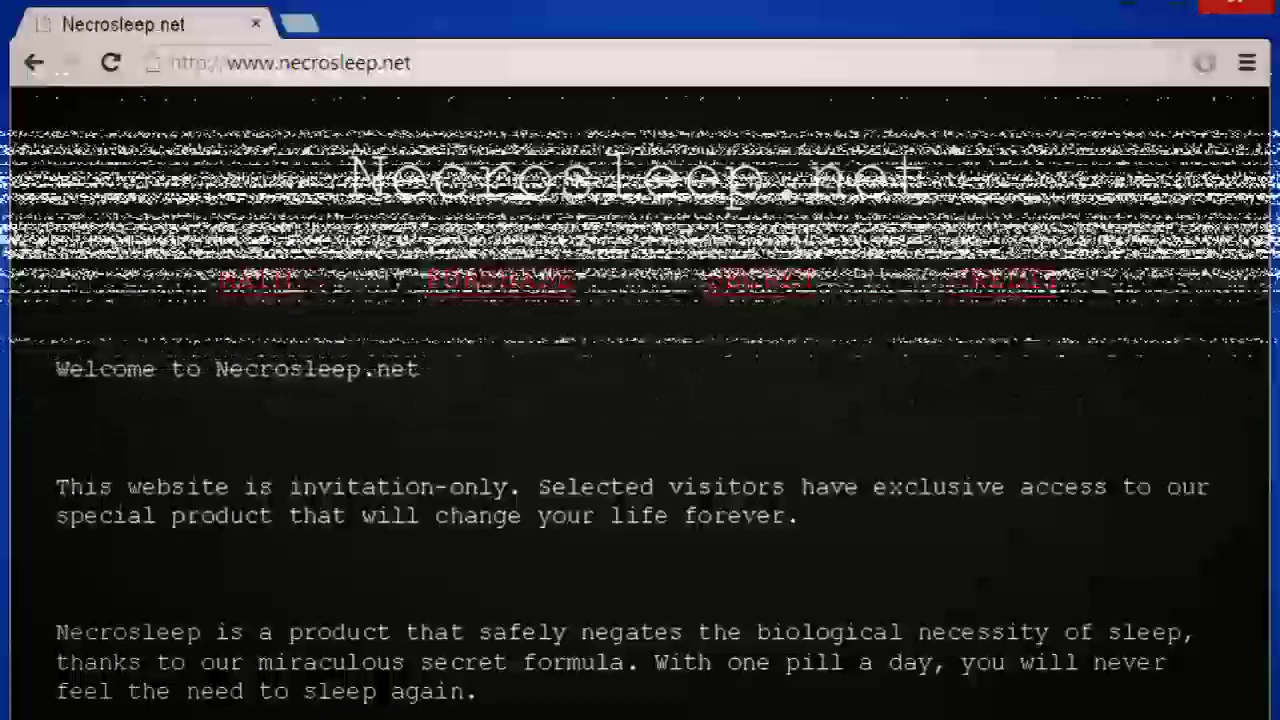 Necrosleep.net
http://www.necrosleep.net
Necrosleep.net
Welcome to Necrosleep.net
This website is invitation-only. Selected visitors have exclusive access to our
special product that will change your life forever.
Necrosleep is a product that safely negates the biological necessity of sleep,
thanks to our miraculous secret formula. With one pill a day, you will never
feel the need to sleep again.